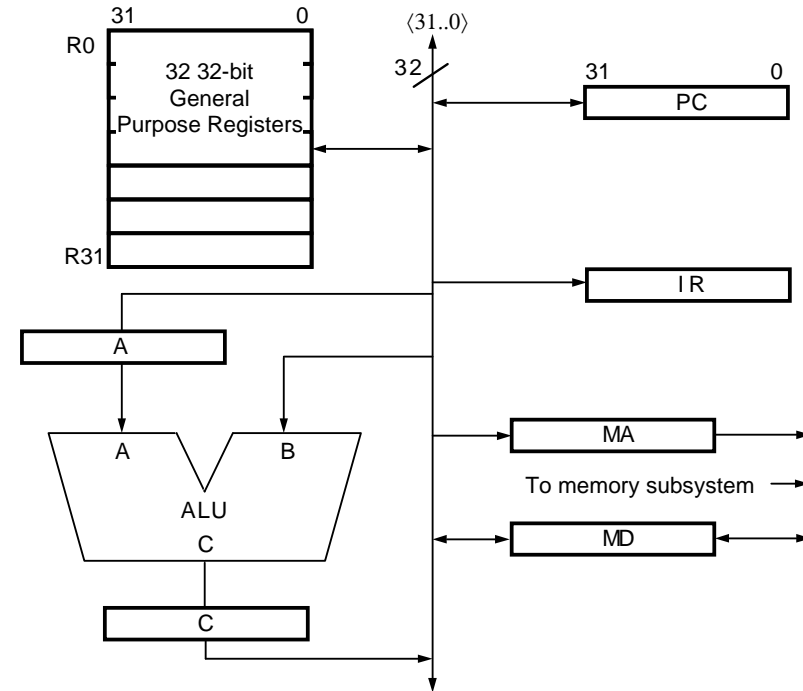 31 0
R0
32 32-bit
General
Purpose Registers
R31
⟨31..0⟩
32
31 0
PC
IR
A
A B
ALU
C
C
MA
To memory subsystem
MD